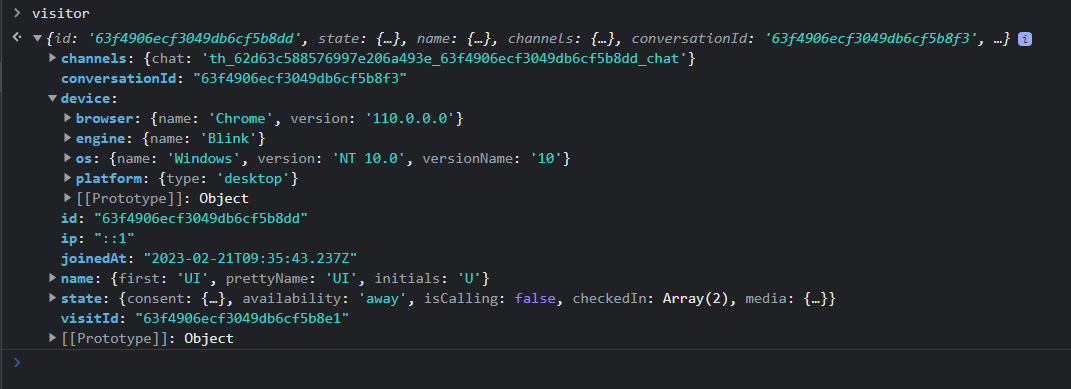 > visitor
{id: '63f4906ecf3049db6cf5b8dd', state: {…}, name: {…}, channels: {…}, conversationId: '63f4906ecf3049db6cf5b8f3', …} i
channels: {chat: 'th_62d63c588576997e206a493e_63f4906ecf3049db6cf5b8dd_chat'}
conversationId: "63f4906ecf3049db6cf5b8f3"
device:
browser: {name: 'Chrome', version: '110.0.0.0'}
engine: {name: 'Blink'}
os: {name: 'Windows', version: 'NT 10.0', versionName: '10'}
platform: {type: 'desktop'}
[[Prototype]]: Object
id: "63f4906ecf3049db6cf5b8dd"
ip: "::1"
joinedAt: "2023-02-21T09:35:43.237Z"
name: {first: 'UI', prettyName: 'UI', initials: 'U'}
state: {consent: {…}, availability: 'away', isCalling: false, checkedIn: Array(2), media: {…}}
visitId: "63f4906ecf3049db6cf5b8e1"
[[Prototype]]: Object
>